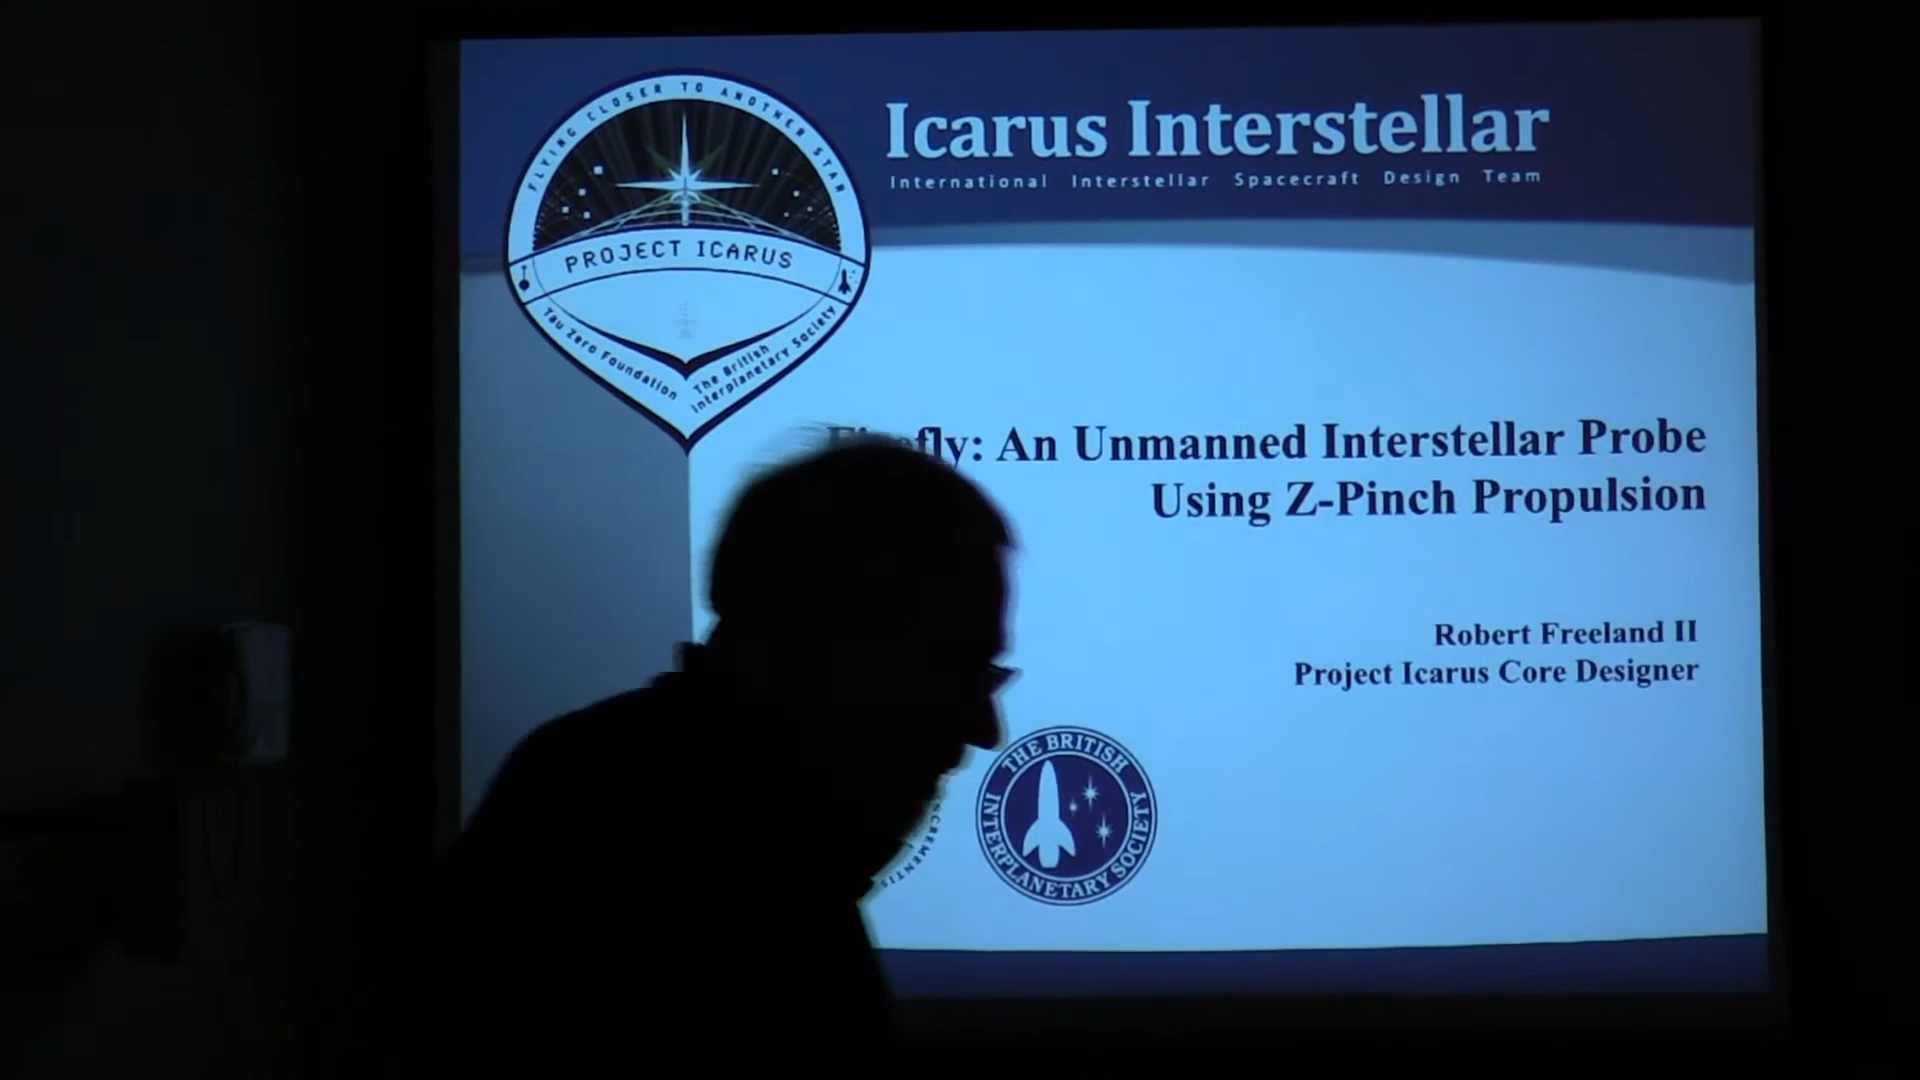 FLYING CLOSER TO ANOTHER STAR
PROJECT ICARUS
Tau Zero Foundation
The British
Interplanetary Society
Icarus Interstellar
International Interstellar Spacecraft Design Team
fly: An Unmanned Interstellar Probe
Using Z-Pinch Propulsion
Robert Freeland II
Project Icarus Core Designer
THE BRITISH
INTERPLANETARY SOCIETY